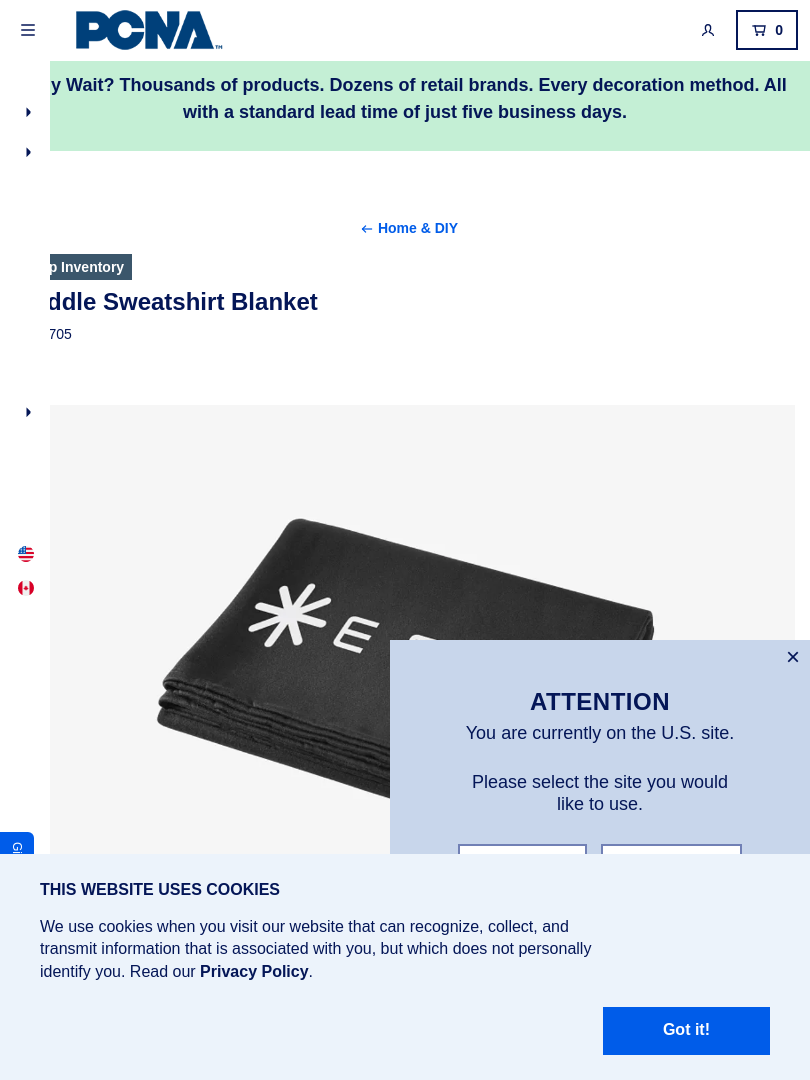 PCNA
TM
0
y Wait? Thousands of products. Dozens of retail brands. Every decoration method. All
with a standard lead time of just five business days.
← Home & DIY
p Inventory
ddle Sweatshirt Blanket
705
ATTENTION
You are currently on the U.S. site.
Please select the site you would
like to use.
THIS WEBSITE USES COOKIES
We use cookies when you visit our website that can recognize, collect, and
transmit information that is associated with you, but which does not personally
identify you. Read our Privacy Policy.
Got it!